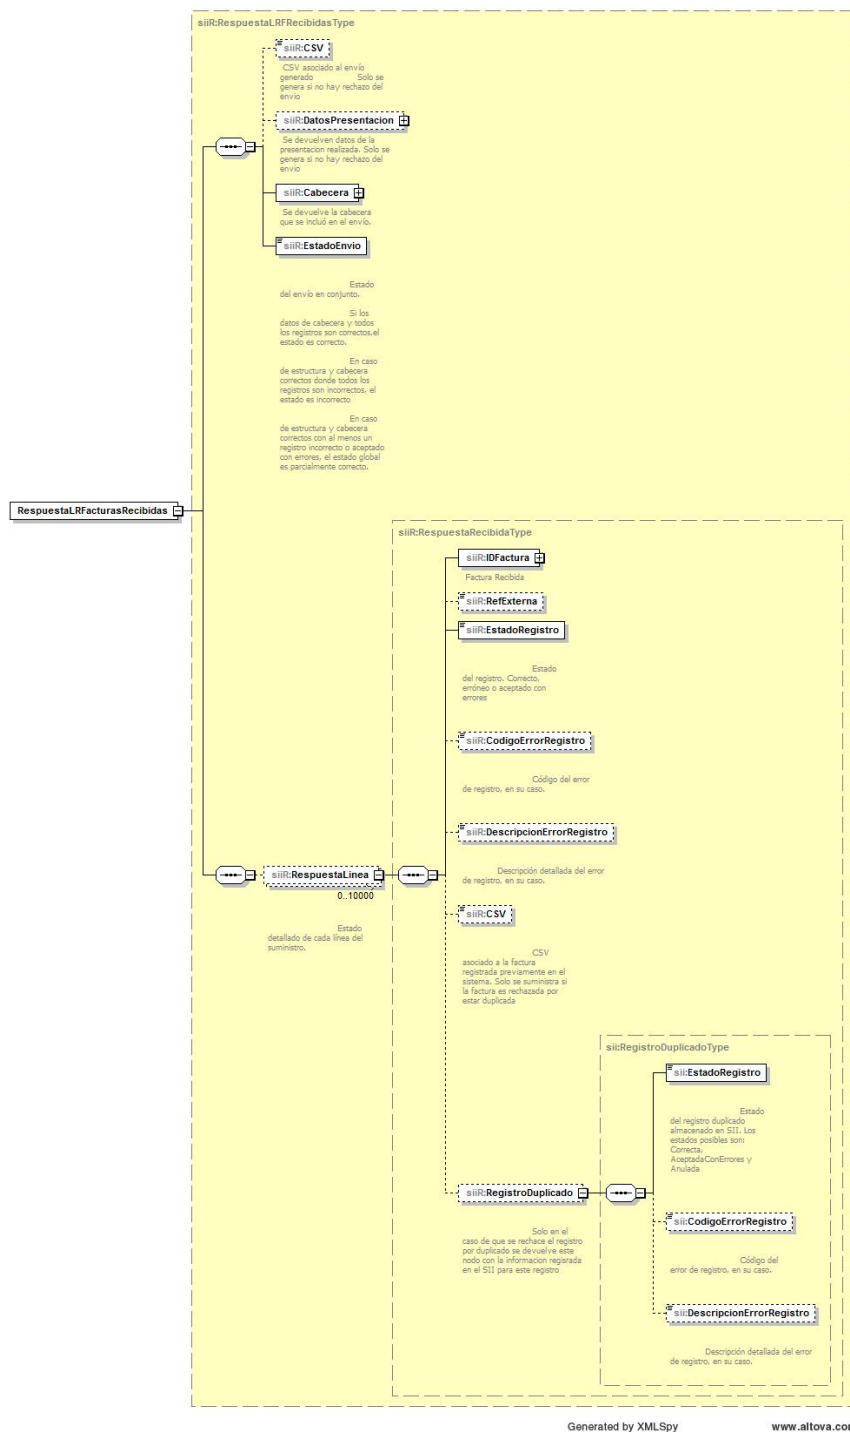 siiR:RespuestaLRFRecibidasType
siiR:CSV
CSV asociado al envío
generado Solo se
genera si no hay rechazo del
envío
siiR:DatosPresentacion
Se devuelven datos de la
presentacion realizada. Solo se
genera si no hay rechazo del
envio
siiR:Cabecera
Se devuelve la cabecera
que se incluó en el envío.
siiR:EstadoEnvio
Estado
del envío en conjunto.
Si los
datos de cabecera y todos
los registros son correctos,el
estado es correcto.
En caso
de estructura y cabecera
correctos donde todos los
registros son incorrectos, el
estado es incorrecto
En caso
de estructura y cabecera
correctos con al menos un
registro incorrecto o aceptado
con errores, el estado global
es parcialmente correcto.
RespuestaLRFacturasRecibidas
siiR:RespuestaRecibidaType
siiR:IDFactura
Factura Recibida
siiR:RefExterna
siiR:EstadoRegistro
Estado
del registro. Correcto,
erróneo o aceptado con
errores
siiR:CodigoErrorRegistro
Código del error
de registro, en su caso.
siiR:DescripcionErrorRegistro
Descripción detallada del error
de registro, en su caso.
siiR:RespuestaLinea
0..10000
Estado
detallado de cada línea del
suministro.
siiR:CSV
CSV
asociado a la factura
registrada previamente en el
sistema. Solo se suministra si
la factura es rechazada por
estar duplicada
sii:RegistroDuplicadoType
sii:EstadoRegistro
Estado
del registro duplicado
almacenado en SII. Los
estados posibles son:
Correcta,
AceptadaConErrores y
Anulada
siiR:RegistroDuplicado
Solo en el
caso de que se rechace el registro
por duplicado se devuelve este
nodo con la informacion regisrada
en el SII para este registro
sii:CodigoErrorRegistro
Código del
error de registro, en su caso.
sii:DescripcionErrorRegistro
Descripción detallada del error
de registro, en su caso.
Generated by XMLSpy
www.altova.com